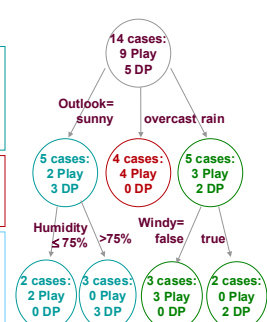 14 cases:
9 Play
5 DP
Outlook=
sunny
overcast
rain
5 cases:
2 Play
3 DP
4 cases:
4 Play
0 DP
5 cases:
3 Play
2 DP
Humidity
≤ 75%
>75%
Windy=
false
true
2 cases:
2 Play
0 DP
3 cases:
0 Play
3 DP
3 cases:
3 Play
0 DP
2 cases:
0 Play
2 DP